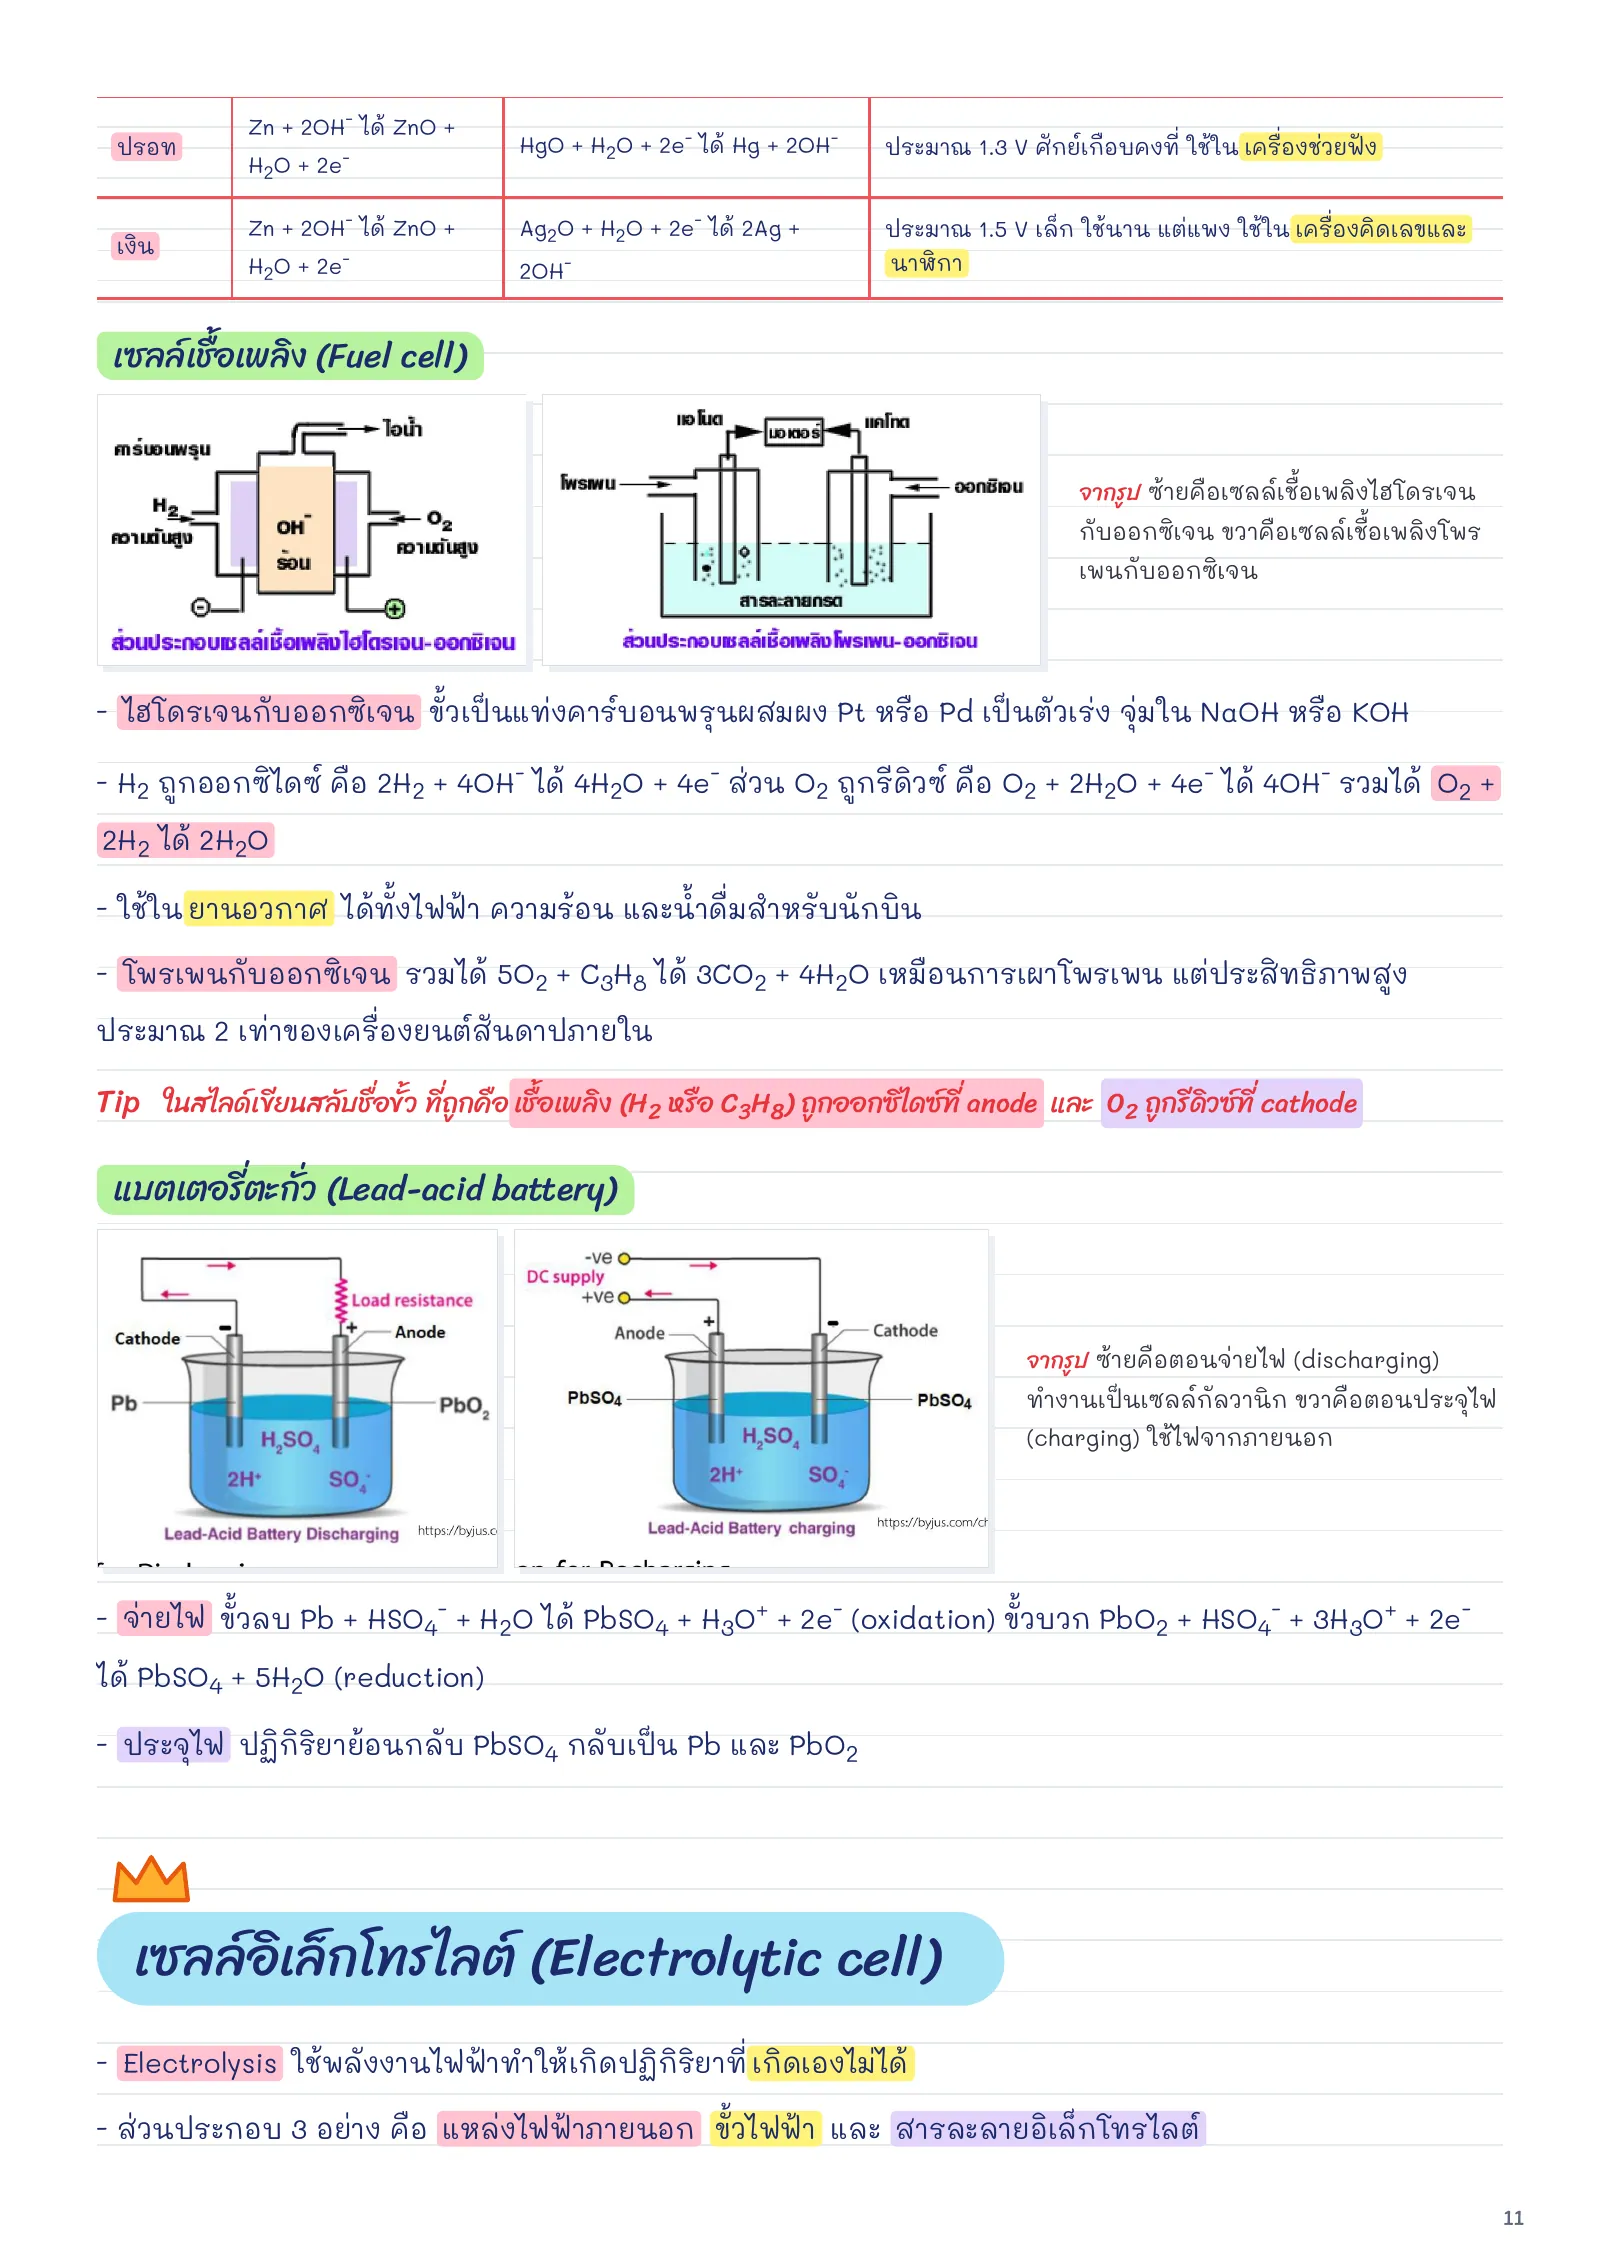 ปรอท
Zn + 2OH⁻ ได้ ZnO +
H₂O + 2e⁻
HgO + H₂O + 2e⁻ ได้ Hg + 2OH⁻
ประมาณ 1.3 V ศักย์เกือบคงที่ ใช้ใน เครื่องช่วยฟัง
เงิน
Zn + 2OH⁻ ได้ ZnO +
H₂O + 2e⁻
Ag₂O + H₂O + 2e⁻ ได้ 2Ag +
2OH⁻
ประมาณ 1.5 V เล็ก ใช้นาน แต่แพง ใช้ใน เครื่องคิดเลขและ
นาฬิกา
เซลล์เชื้อเพลิง (Fuel cell)
ไอน้ำ
คาร์บอนพรุน
H₂
ความดันสูง
OH⁻
ร้อน
O₂
ความดันสูง
-
+
ส่วนประกอบเซลล์เชื้อเพลิงไฮโดรเจน-ออกซิเจน
แอโนด
มอเตอร์
แคโทด
โพรเพน
ออกซิเจน
สารละลายกรด
ส่วนประกอบเซลล์เชื้อเพลิงโพรเพน-ออกซิเจน
จากรูป ซ้ายคือเซลล์เชื้อเพลิงไฮโดรเจน
กับออกซิเจน ขวาคือเซลล์เชื้อเพลิงโพร
เพนกับออกซิเจน
- ไฮโดรเจนกับออกซิเจน ขั้วเป็นแท่งคาร์บอนพรุนผสมผง Pt หรือ Pd เป็นตัวเร่ง จุ่มใน NaOH หรือ KOH
- H₂ ถูกออกซิไดซ์ คือ 2H₂ + 4OH⁻ ได้ 4H₂O + 4e⁻ ส่วน O₂ ถูกรีดิวซ์ คือ O₂ + 2H₂O + 4e⁻ ได้ 4OH⁻ รวมได้ O₂ +
2H₂ ได้ 2H₂O
- ใช้ใน ยานอวกาศ ได้ทั้งไฟฟ้า ความร้อน และน้ำดื่มสำหรับนักบิน
- โพรเพนกับออกซิเจน รวมได้ 5O₂ + C₃H₈ ได้ 3CO₂ + 4H₂O เหมือนการเผาโพรเพน แต่ประสิทธิภาพสูง
ประมาณ 2 เท่าของเครื่องยนต์สันดาปภายใน
Tip ในสไลด์เขียนสลับชื่อขั้ว ที่ถูกคือ เชื้อเพลิง (H₂ หรือ C₃H₈) ถูกออกซิไดซ์ที่ anode และ O₂ ถูกรีดิวซ์ที่ cathode
แบตเตอรี่ตะกั่ว (Lead-acid battery)
Load resistance
-
+
Cathode
Anode
Pb
PbO₂
H₂SO₄
2H⁺
SO₄⁻
Lead-Acid Battery Discharging
https://byjus.c
-ve
DC supply
+ve
+
-
Anode
Cathode
PbSO₄
PbSO₄
H₂SO₄
2H⁺
SO₄⁻
Lead-Acid Battery charging
https://byjus.com/ch
จากรูป ซ้ายคือตอนจ่ายไฟ (discharging)
ทำงานเป็นเซลล์กัลวานิก ขวาคือตอนประจุไฟ
(charging) ใช้ไฟจากภายนอก
- จ่ายไฟ ขั้วลบ Pb + HSO₄⁻ + H₂O ได้ PbSO₄ + H₃O⁺ + 2e⁻ (oxidation) ขั้วบวก PbO₂ + HSO₄⁻ + 3H₃O⁺ + 2e⁻
ได้ PbSO₄ + 5H₂O (reduction)
- ประจุไฟ ปฏิกิริยาย้อนกลับ PbSO₄ กลับเป็น Pb และ PbO₂
เซลล์อิเล็กโทรไลต์ (Electrolytic cell)
- Electrolysis ใช้พลังงานไฟฟ้าทำให้เกิดปฏิกิริยาที่ เกิดเองไม่ได้
- ส่วนประกอบ 3 อย่าง คือ แหล่งไฟฟ้าภายนอก ขั้วไฟฟ้า และ สารละลายอิเล็กโทรไลต์
11